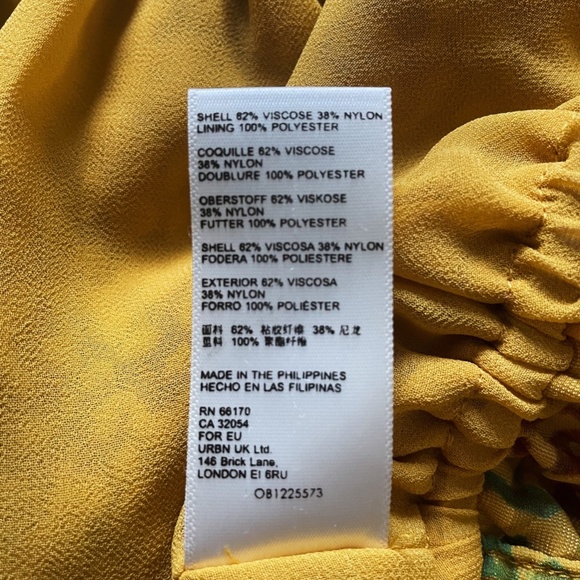 SHELL 62% VISCOSE 38% NYLON
LINING 100% POLYESTER
COQUILLE 62% VISCOSE
38% NYLON
DOUBLURE 100% POLYESTER
OBERSTOFF 62% VISKOSE
38% NYLON
FUTTER 100% POLYESTER
SHELL 62% VISCOSA 38% NYLON
FODERA 100% POLIESTERE
EXTERIOR 62% VISCOSA
38% NYLON
FORRO 100% POLIÉSTER
面料 62% 粘胶纤维 38% 尼龙
里料 100% 聚酯纤维
MADE IN THE PHILIPPINES
HECHO EN LAS FILIPINAS
RN 66170
CA 32054
FOR EU
URBN UK Ltd.
146 Brick Lane,
LONDON E1 6RU
OB1225573